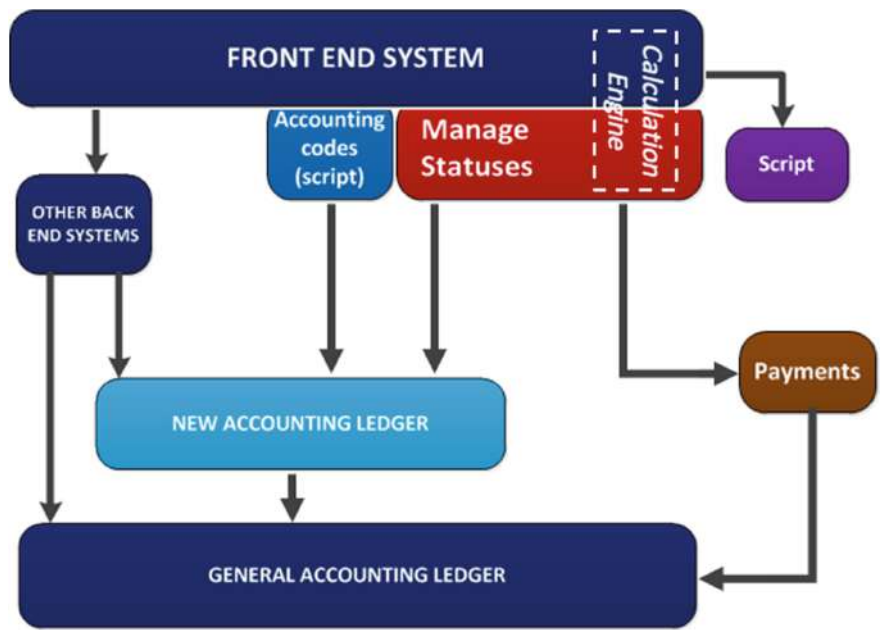 FRONT END SYSTEM
Calculation
Engine
Accounting
codes
(script)
Manage
Statuses
Script
OTHER BACK
END SYSTEMS
Payments
NEW ACCOUNTING LEDGER
GENERAL ACCOUNTING LEDGER